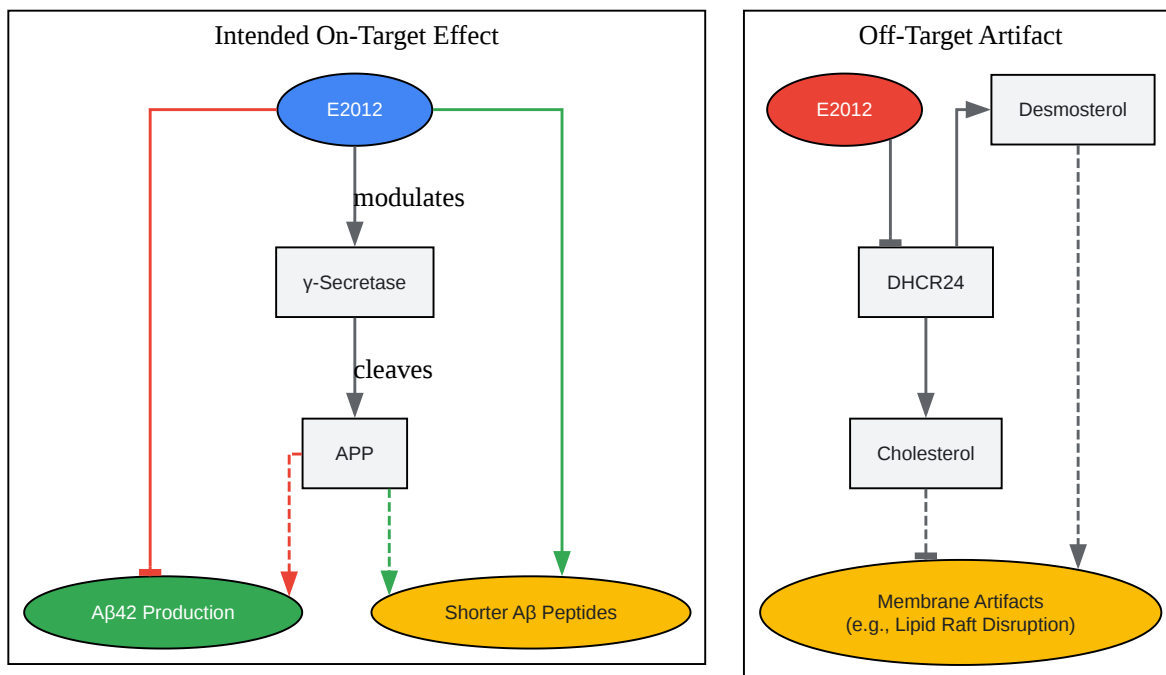 Intended On-Target Effect
E2012
modulates
γ-Secretase
cleaves
APP
Aβ42 Production
Shorter Aβ Peptides
Off-Target Artifact
E2012
Desmosterol
DHCR24
Cholesterol
Membrane Artifacts
(e.g., Lipid Raft Disruption)